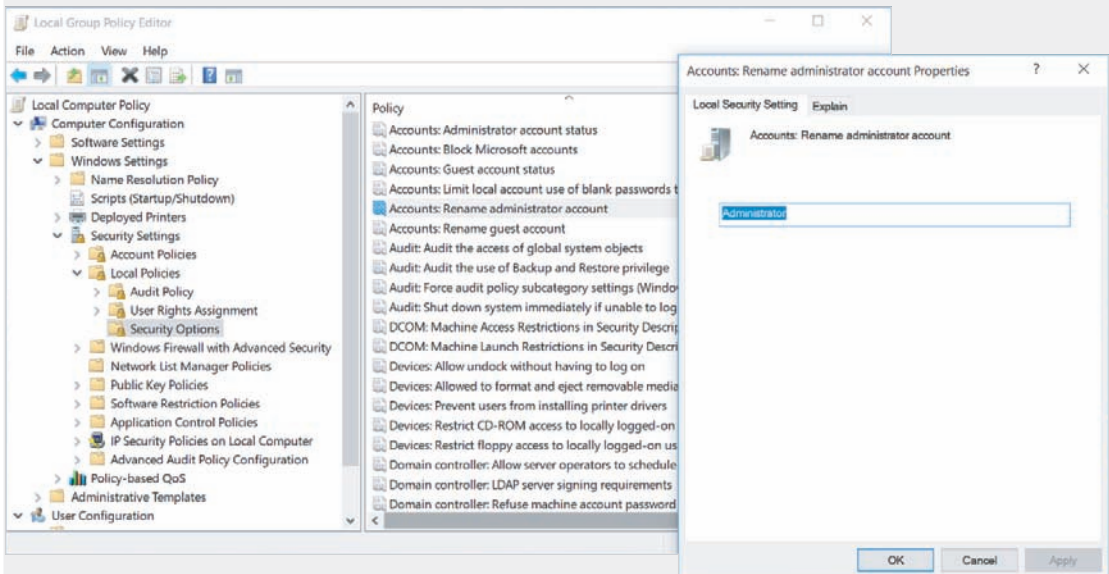 Local Group Policy Editor
File Action View Help
Local Computer Policy
Computer Configuration
Software Settings
Windows Settings
Name Resolution Policy
Scripts (Startup/Shutdown)
Deployed Printers
Security Settings
Account Policies
Local Policies
Audit Policy
User Rights Assignment
Security Options
Windows Firewall with Advanced Security
Network List Manager Policies
Public Key Policies
Software Restriction Policies
Application Control Policies
IP Security Policies on Local Computer
Advanced Audit Policy Configuration
Policy-based QoS
Administrative Templates
User Configuration
Policy
Accounts: Administrator account status
Accounts: Block Microsoft accounts
Accounts: Guest account status
Accounts: Limit local account use of blank passwords t
Accounts: Rename administrator account
Accounts: Rename guest account
Audit: Audit the access of global system objects
Audit: Audit the use of Backup and Restore privilege
Audit: Force audit policy subcategory settings (Windo
Audit: Shut down system immediately if unable to log
DCOM: Machine Access Restrictions in Security Descrip
DCOM: Machine Launch Restrictions in Security Descri
Devices: Allow undock without having to log on
Devices: Allowed to format and eject removable media
Devices: Prevent users from installing printer drivers
Devices: Restrict CD-ROM access to locally logged-on
Devices: Restrict floppy access to locally logged-on us
Domain controller: Allow server operators to schedule
Domain controller: LDAP server signing requirements
Domain controller: Refuse machine account password
Accounts: Rename administrator account Properties
Local Security Setting Explain
Accounts: Rename administrator account
Administrator
OK Cancel Apply